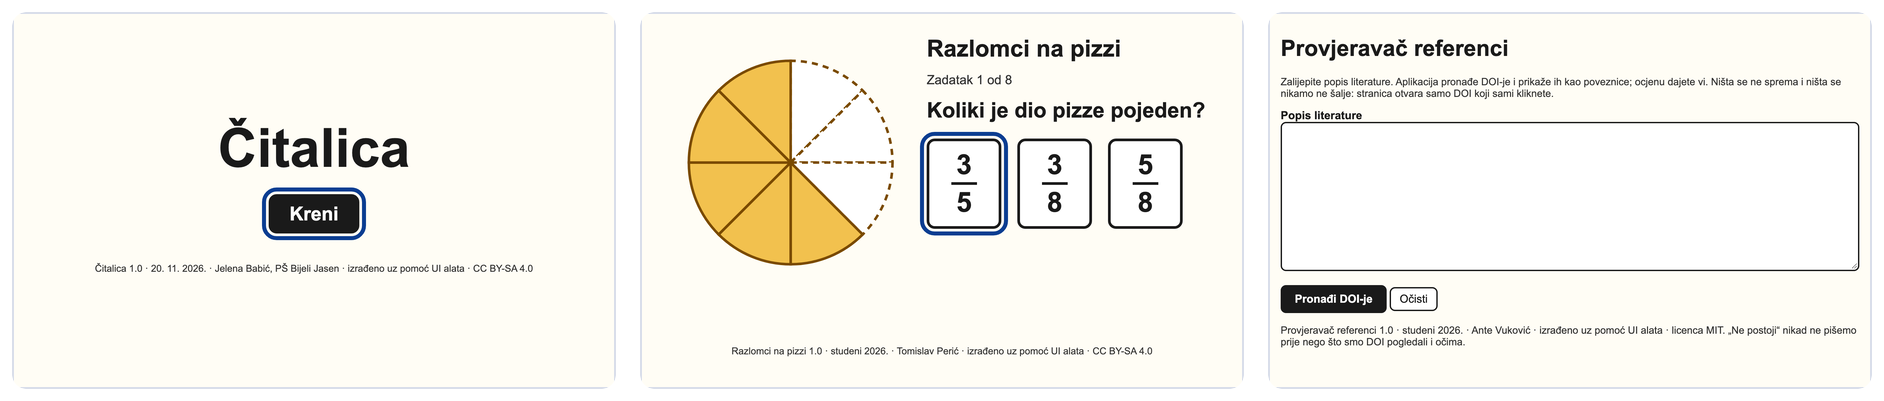 Čitalica
Kreni
Čitalica 1.0 · 20. 11. 2026. · Jelena Babić, PŠ Bijeli Jasen · izrađeno uz pomoć UI alata · CC BY-SA 4.0
Razlomci na pizzi
Zadatak 1 od 8
Koliki je dio pizze pojeden?
3 3 5
5 8 8
Razlomci na pizzi 1.0 · studeni 2026. · Tomislav Perić · izrađeno uz pomoć UI alata · CC BY-SA 4.0
Provjeravač referenci
Zalijepite popis literature. Aplikacija pronađe DOI-je i prikaže ih kao poveznice; ocjenu dajete vi. Ništa se ne sprema i ništa se
nikamo ne šalje: stranica otvara samo DOI koji sami kliknete.
Popis literature
Pronađi DOI-je Očisti
Provjeravač referenci 1.0 · studeni 2026. · Ante Vuković · izrađeno uz pomoć UI alata · licenca MIT. „Ne postoji“ nikad ne pišemo
prije nego što smo DOI pogledali i očima.